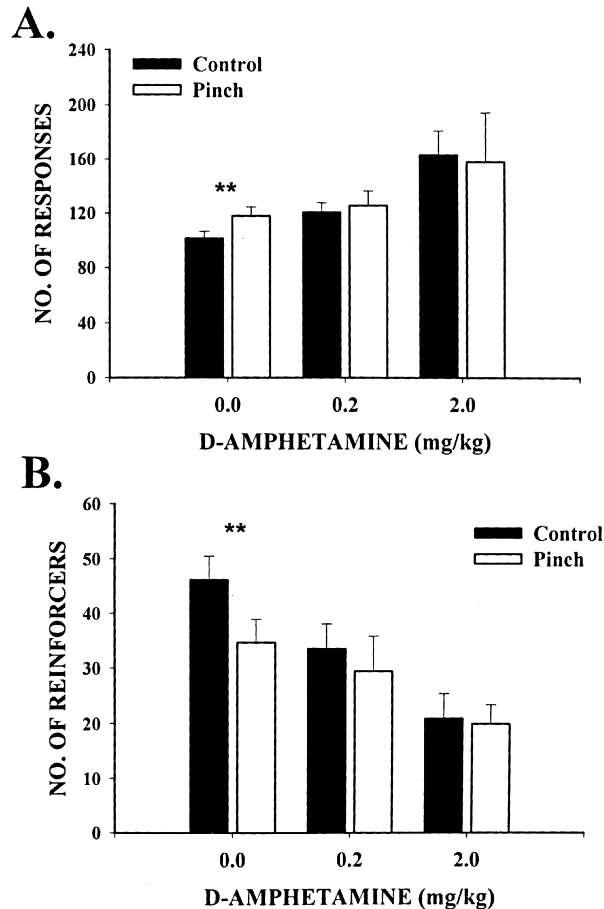 A.
240
200
160
120
80
40
0
NO. OF RESPONSES
Control
Pinch
**
0.0 0.2 2.0
D-AMPHETAMINE (mg/kg)
B.
60
50
40
30
20
10
0
NO. OF REINFORCERS
**
Control
Pinch
0.0 0.2 2.0
D-AMPHETAMINE (mg/kg)